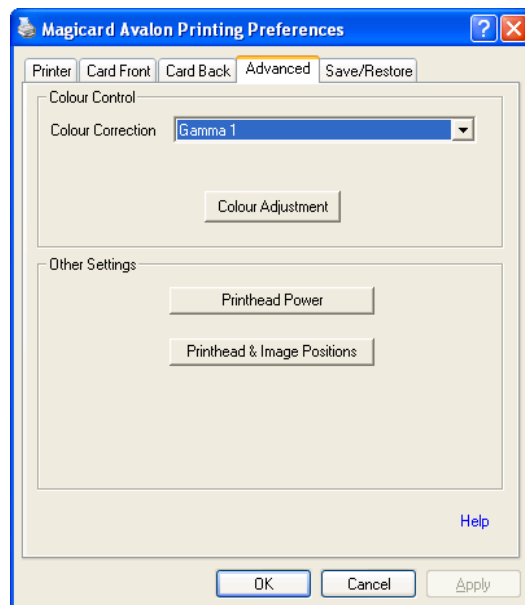 Magicard Avalon Printing Preferences
Printer Card Front Card Back Advanced Save/Restore
Colour Control
Colour Correction Gamma 1
Colour Adjustment
Other Settings
Printhead Power
Printhead & Image Positions
Help
OK Cancel Apply